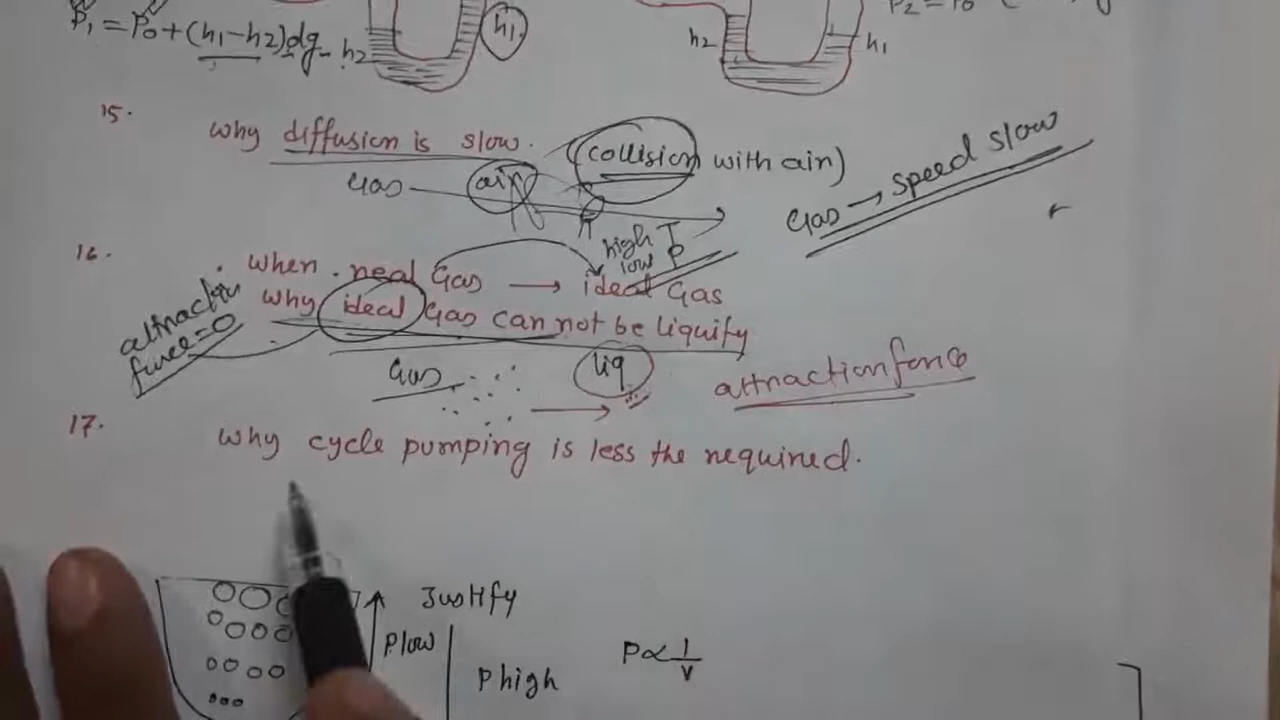 P₁ = P₀ + (h₁-h₂)dg
h₂
h₁
h₂
h₁
15.
Why diffusion is slow. (collision with air)
Gas air
Gas → speed slow
16.
high T
low P
When real Gas → ideal Gas
Why ideal Gas cannot be liquify
attraction
force=0
Gas
liq
attraction force
17.
Why cycle pumping is less the required.
Justify
P low
P high
P ∝ 1/V